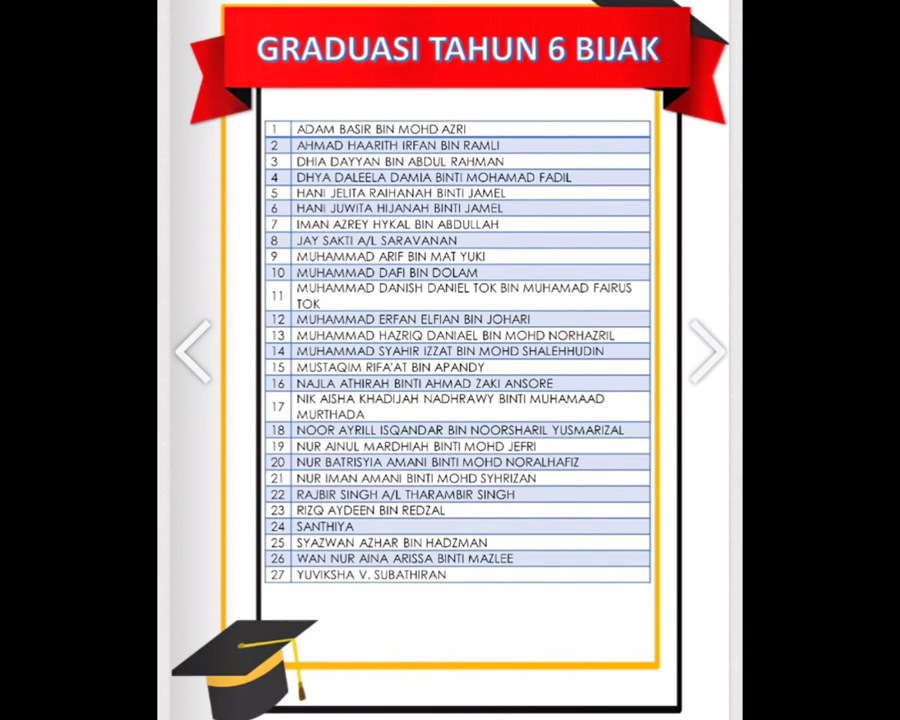 GRADUASI TAHUN 6 BIJAK
1 ADAM BASIR BIN MOHD AZRI
2 AHMAD HAARITH IRFAN BIN RAMLI
3 DHIA DAYYAN BIN ABDUL RAHMAN
4 DHYA DALEELA DAMIA BINTI MOHAMAD FADIL
5 HANI JELITA RAIHANAH BINTI JAMEL
6 HANI JUWITA HIJANAH BINTI JAMEL
7 IMAN AZREY HYKAL BIN ABDULLAH
8 JAY SAKTI A/L SARAVANAN
9 MUHAMMAD ARIF BIN MAT YUKI
10 MUHAMMAD DAFI BIN DOLAM
11 MUHAMMAD DANISH DANIEL TOK BIN MUHAMAD FAIRUS
TOK
12 MUHAMMAD ERFAN ELFIAN BIN JOHARI
13 MUHAMMAD HAZRIQ DANIAEL BIN MOHD NORHAZRIL
14 MUHAMMAD SYAHIR IZZAT BIN MOHD SHALEHHUDIN
15 MUSTAQIM RIFA'AT BIN APANDY
16 NAJLA ATHIRAH BINTI AHMAD ZAKI ANSORE
17 NIK AISHA KHADIJAH NADHRAWY BINTI MUHAMAAD
MURTHADA
18 NOOR AYRILL ISQANDAR BIN NOORSHARIL YUSMARIZAL
19 NUR AINUL MARDHIAH BINTI MOHD JEFRI
20 NUR BATRISYIA AMANI BINTI MOHD NORALHAFIZ
21 NUR IMAN AMANI BINTI MOHD SYHRIZAN
22 RAJBIR SINGH A/L THARAMBIR SINGH
23 RIZQ AYDEEN BIN REDZAL
24 SANTHIYA
25 SYAZWAN AZHAR BIN HADZMAN
26 WAN NUR AINA ARISSA BINTI MAZLEE
27 YUVIKSHA V. SUBATHIRAN